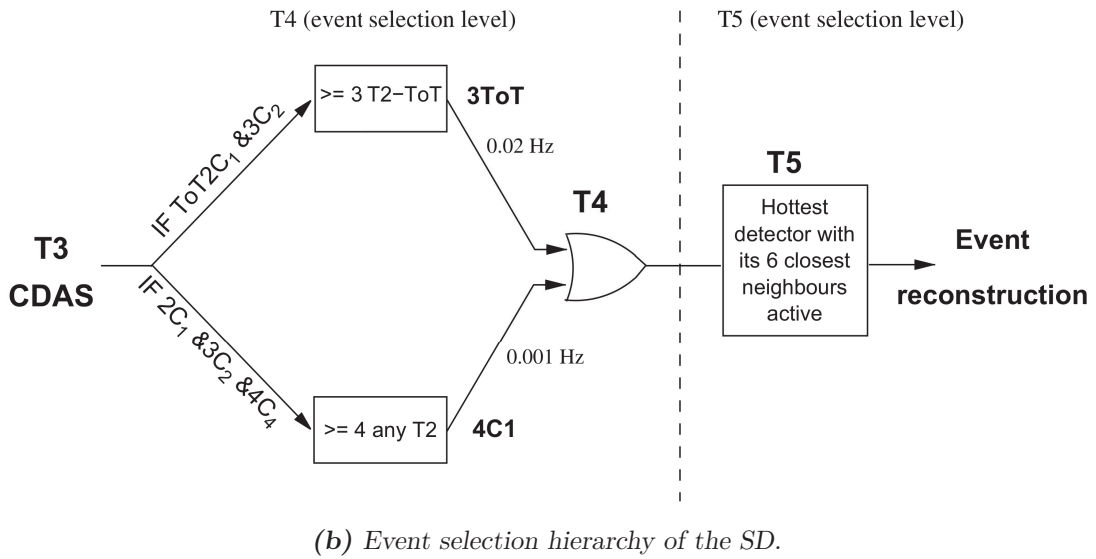 T4 (event selection level)
T5 (event selection level)
>= 3 T2−ToT
3ToT
IF ToT2C₁ &3C₂
0.02 Hz
T4
T5
Hottest
detector with
its 6 closest
neighbours
active
T3
CDAS
Event
reconstruction
IF 2C₁ &3C₂ &4C₄
0.001 Hz
>= 4 any T2
4C1
(b) Event selection hierarchy of the SD.